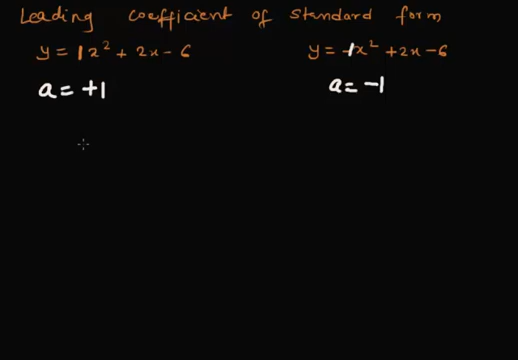 Leading coefficient of standard form
y = 1x² + 2x - 6 y = -1x² + 2x - 6
a = +1 a = -1